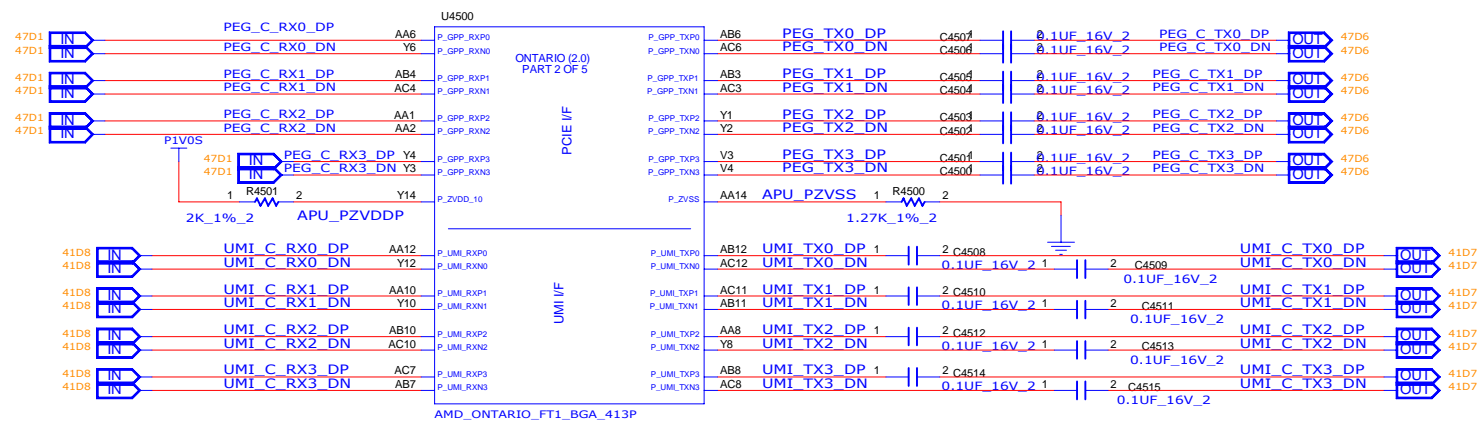 U4500
ONTARIO (2.0)
PART 2 OF 5
PCIE I/F
47D1 IN PEG_C_RX0_DP AA6 P_GPP_RXP0 P_GPP_TXP0 AB6 PEG_TX0_DP C4507 1 2 0.1UF_16V_2 PEG_C_TX0_DP OUT 47D6
47D1 IN PEG_C_RX0_DN Y6 P_GPP_RXN0 P_GPP_TXN0 AC6 PEG_TX0_DN C4506 PEG_C_TX0_DN OUT 47D6
47D1 IN PEG_C_RX1_DP AB4 P_GPP_RXP1 P_GPP_TXP1 AB3 PEG_TX1_DP C4505 1 2 0.1UF_16V_2 PEG_C_TX1_DP OUT 47D6
47D1 IN PEG_C_RX1_DN AC4 P_GPP_RXN1 P_GPP_TXN1 AC3 PEG_TX1_DN C4504 PEG_C_TX1_DN OUT 47D6
47D1 IN PEG_C_RX2_DP AA1 P_GPP_RXP2 P_GPP_TXP2 Y1 PEG_TX2_DP C4503 1 2 0.1UF_16V_2 PEG_C_TX2_DP OUT 47D6
47D1 IN PEG_C_RX2_DN AA2 P_GPP_RXN2 P_GPP_TXN2 Y2 PEG_TX2_DN C4502 PEG_C_TX2_DN OUT 47D6
P1V0S
47D1 IN PEG_C_RX3_DP Y4 P_GPP_RXP3 P_GPP_TXP3 V3 PEG_TX3_DP C4501 1 2 0.1UF_16V_2 PEG_C_TX3_DP OUT 47D6
47D1 IN PEG_C_RX3_DN Y3 P_GPP_RXN3 P_GPP_TXN3 V4 PEG_TX3_DN C4500 PEG_C_TX3_DN OUT 47D6
1 R4501 2 Y14 P_ZVDD_10 P_ZVSS AA14 APU_PZVSS 1 R4500 2
2K_1%_2 APU_PZVDDP 1.27K_1%_2
UMI I/F
41D8 IN UMI_C_RX0_DP AA12 P_UMI_RXP0 P_UMI_TXP0 AB12 UMI_TX0_DP 1 2 C4508 UMI_C_TX0_DP OUT 41D7
41D8 IN UMI_C_RX0_DN Y12 P_UMI_RXN0 P_UMI_TXN0 AC12 UMI_TX0_DN 0.1UF_16V_2 1 2 C4509 UMI_C_TX0_DN OUT 41D7
0.1UF_16V_2
41D8 IN UMI_C_RX1_DP AA10 P_UMI_RXP1 P_UMI_TXP1 AC11 UMI_TX1_DP 1 2 C4510 UMI_C_TX1_DP OUT 41D7
41D8 IN UMI_C_RX1_DN Y10 P_UMI_RXN1 P_UMI_TXN1 AB11 UMI_TX1_DN 0.1UF_16V_2 1 2 C4511 UMI_C_TX1_DN OUT 41D7
0.1UF_16V_2
41D8 IN UMI_C_RX2_DP AB10 P_UMI_RXP2 P_UMI_TXP2 AA8 UMI_TX2_DP 1 2 C4512 UMI_C_TX2_DP OUT 41D7
41D8 IN UMI_C_RX2_DN AC10 P_UMI_RXN2 P_UMI_TXN2 Y8 UMI_TX2_DN 0.1UF_16V_2 1 2 C4513 UMI_C_TX2_DN OUT 41D7
0.1UF_16V_2
41D8 IN UMI_C_RX3_DP AC7 P_UMI_RXP3 P_UMI_TXP3 AB8 UMI_TX3_DP 1 2 C4514 UMI_C_TX3_DP OUT 41D7
41D8 IN UMI_C_RX3_DN AB7 P_UMI_RXN3 P_UMI_TXN3 AC8 UMI_TX3_DN 0.1UF_16V_2 1 2 C4515 UMI_C_TX3_DN OUT 41D7
0.1UF_16V_2
AMD_ONTARIO_FT1_BGA_413P